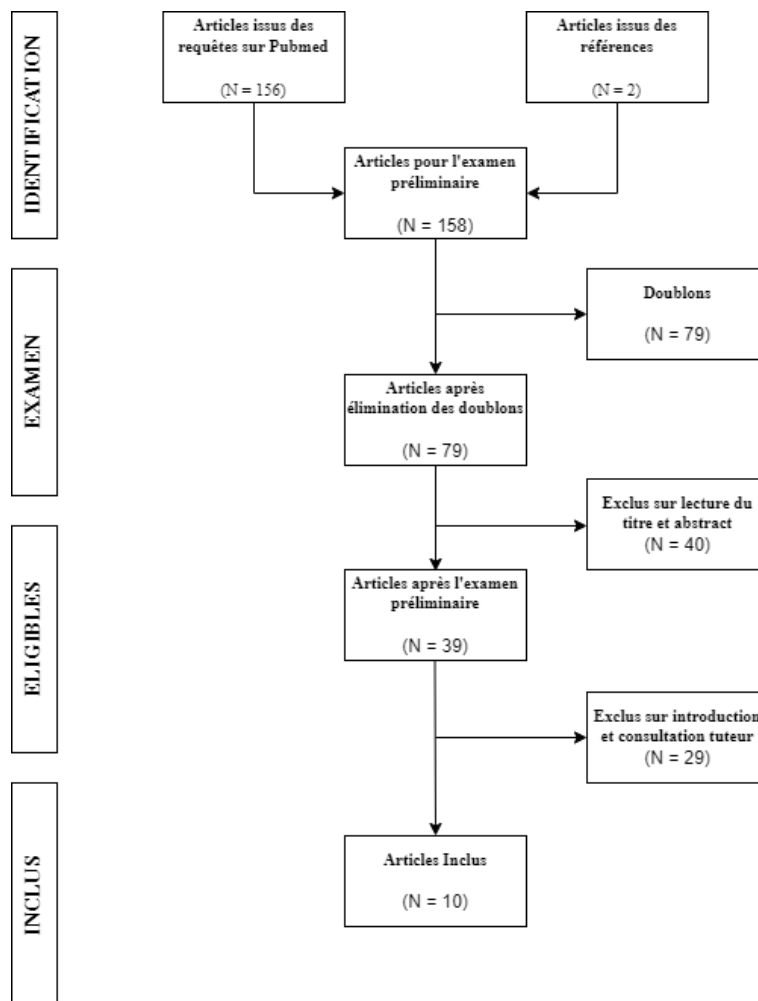 IDENTIFICATION
Articles issus des
requêtes sur Pubmed
(N = 156)
Articles issus des
références
(N = 2)
Articles pour l'examen
préliminaire
(N = 158)
EXAMEN
Doublons
(N = 79)
Articles après
élimination des doublons
(N = 79)
Exclus sur lecture du
titre et abstract
(N = 40)
ELIGIBLES
Articles après l'examen
préliminaire
(N = 39)
Exclus sur introduction
et consultation tuteur
(N = 29)
INCLUS
Articles Inclus
(N = 10)